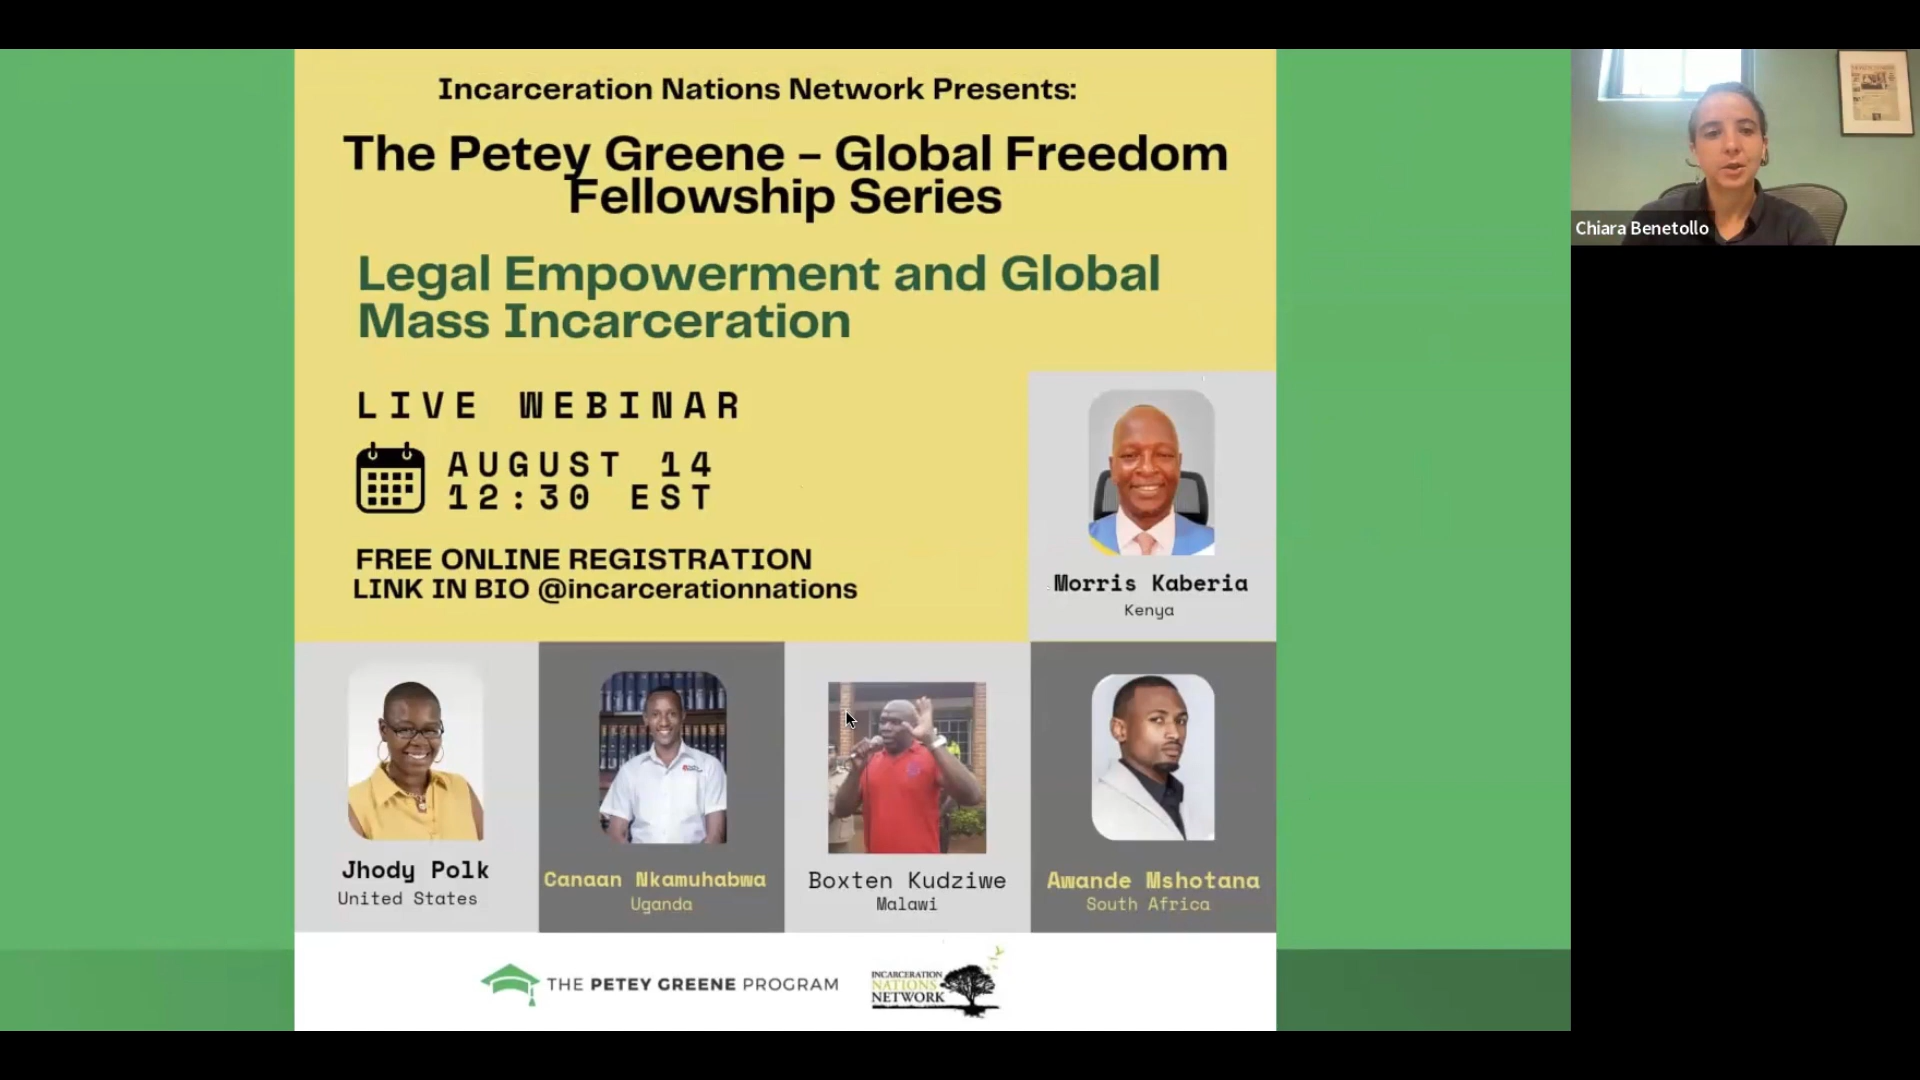 Incarceration Nations Network Presents:
The Petey Greene – Global Freedom
Fellowship Series
Legal Empowerment and Global
Mass Incarceration
LIVE WEBINAR
AUGUST 14
12:30 EST
FREE ONLINE REGISTRATION
LINK IN BIO @incarcerationnations
Morris Kaberia
Kenya
Jhody Polk
United States
Canaan Nkamuhabwa
Uganda
Boxten Kudziwe
Malawi
Awande Mshotana
South Africa
THE PETEY GREENE PROGRAM
INCARCERATION
NATIONS
NETWORK
Chiara Benetollo